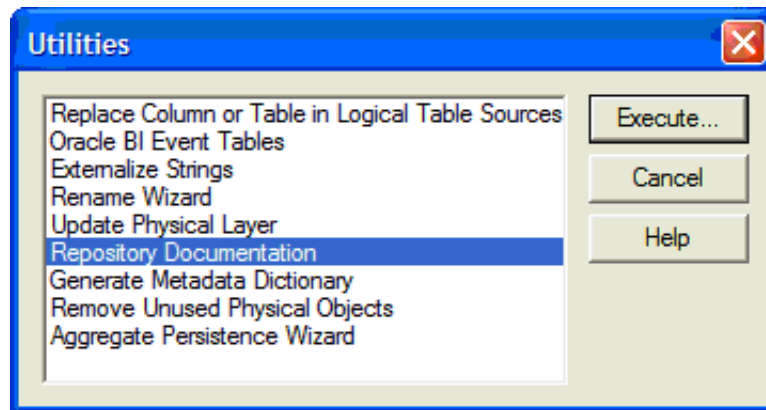 Utilities
Replace Column or Table in Logical Table Sources
Oracle BI Event Tables
Externalize Strings
Rename Wizard
Update Physical Layer
Repository Documentation
Generate Metadata Dictionary
Remove Unused Physical Objects
Aggregate Persistence Wizard
Execute...
Cancel
Help